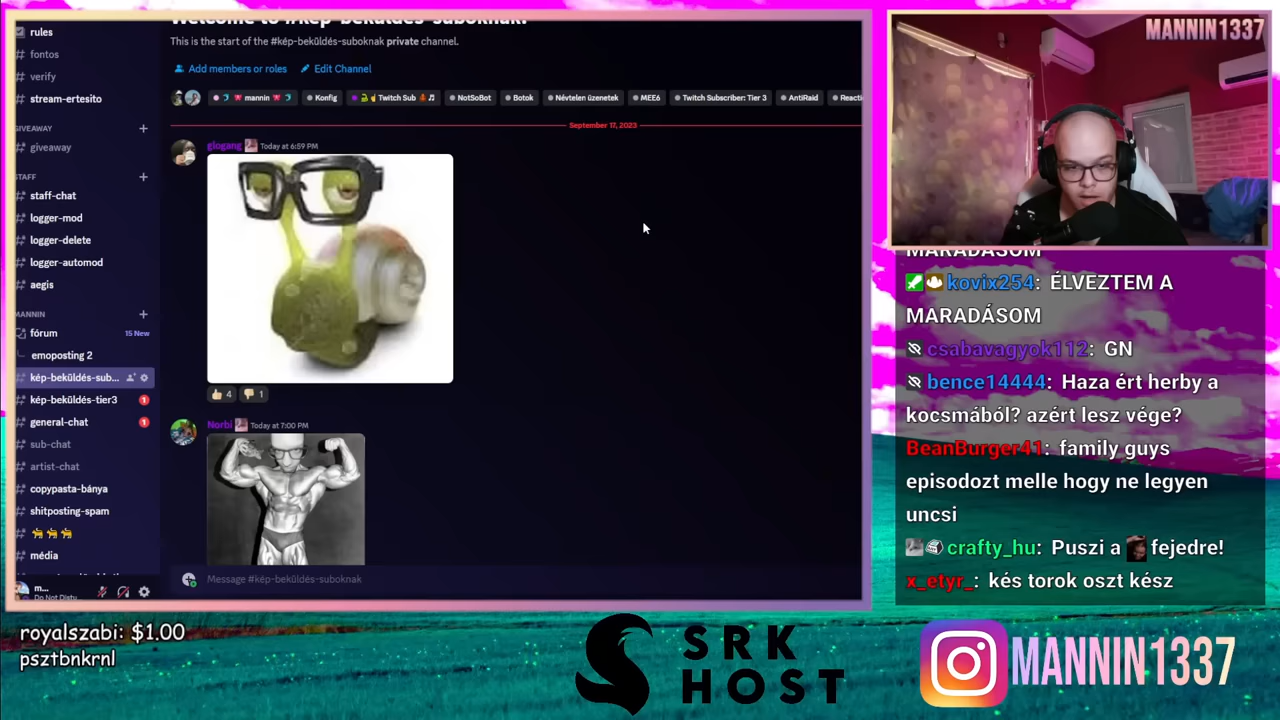 Welcome to #kép-beküldés-suboknak!
This is the start of the #kép-beküldés-suboknak private channel.
Add members or roles
Edit Channel
mannin
Konfig
Twitch Sub
NotSoBot
Botok
Névtelen üzenetek
MEE6
Twitch Subscriber: Tier 3
AntiRaid
Reacti
September 17, 2023
rules
fontos
verify
stream-ertesito
GIVEAWAY
giveaway
STAFF
staff-chat
logger-mod
logger-delete
logger-automod
aegis
MANNIN
fórum 15 New
emoposting 2
kép-beküldés-sub...
kép-beküldés-tier3 1
general-chat 1
sub-chat
artist-chat
copypasta-bánya
shitposting-spam
média
m...
Do Not Distu
glogang Today at 6:59 PM
4
1
Norbi Today at 7:00 PM
Message #kép-beküldés-suboknak
MANNIN1337
MARADÁSOM
kovix254: ÉLVEZTEM A
MARADÁSOM
csabavagyok112: GN
bence14444: Haza ért herby a
kocsmából? azért lesz vége?
BeanBurger41: family guys
episodozt melle hogy ne legyen
uncsi
crafty_hu: Puszi a fejedre!
x_etyr_: kés torok oszt kész
royalszabi: $1.00
psztbnkrnl
SRK
HOST
MANNIN1337